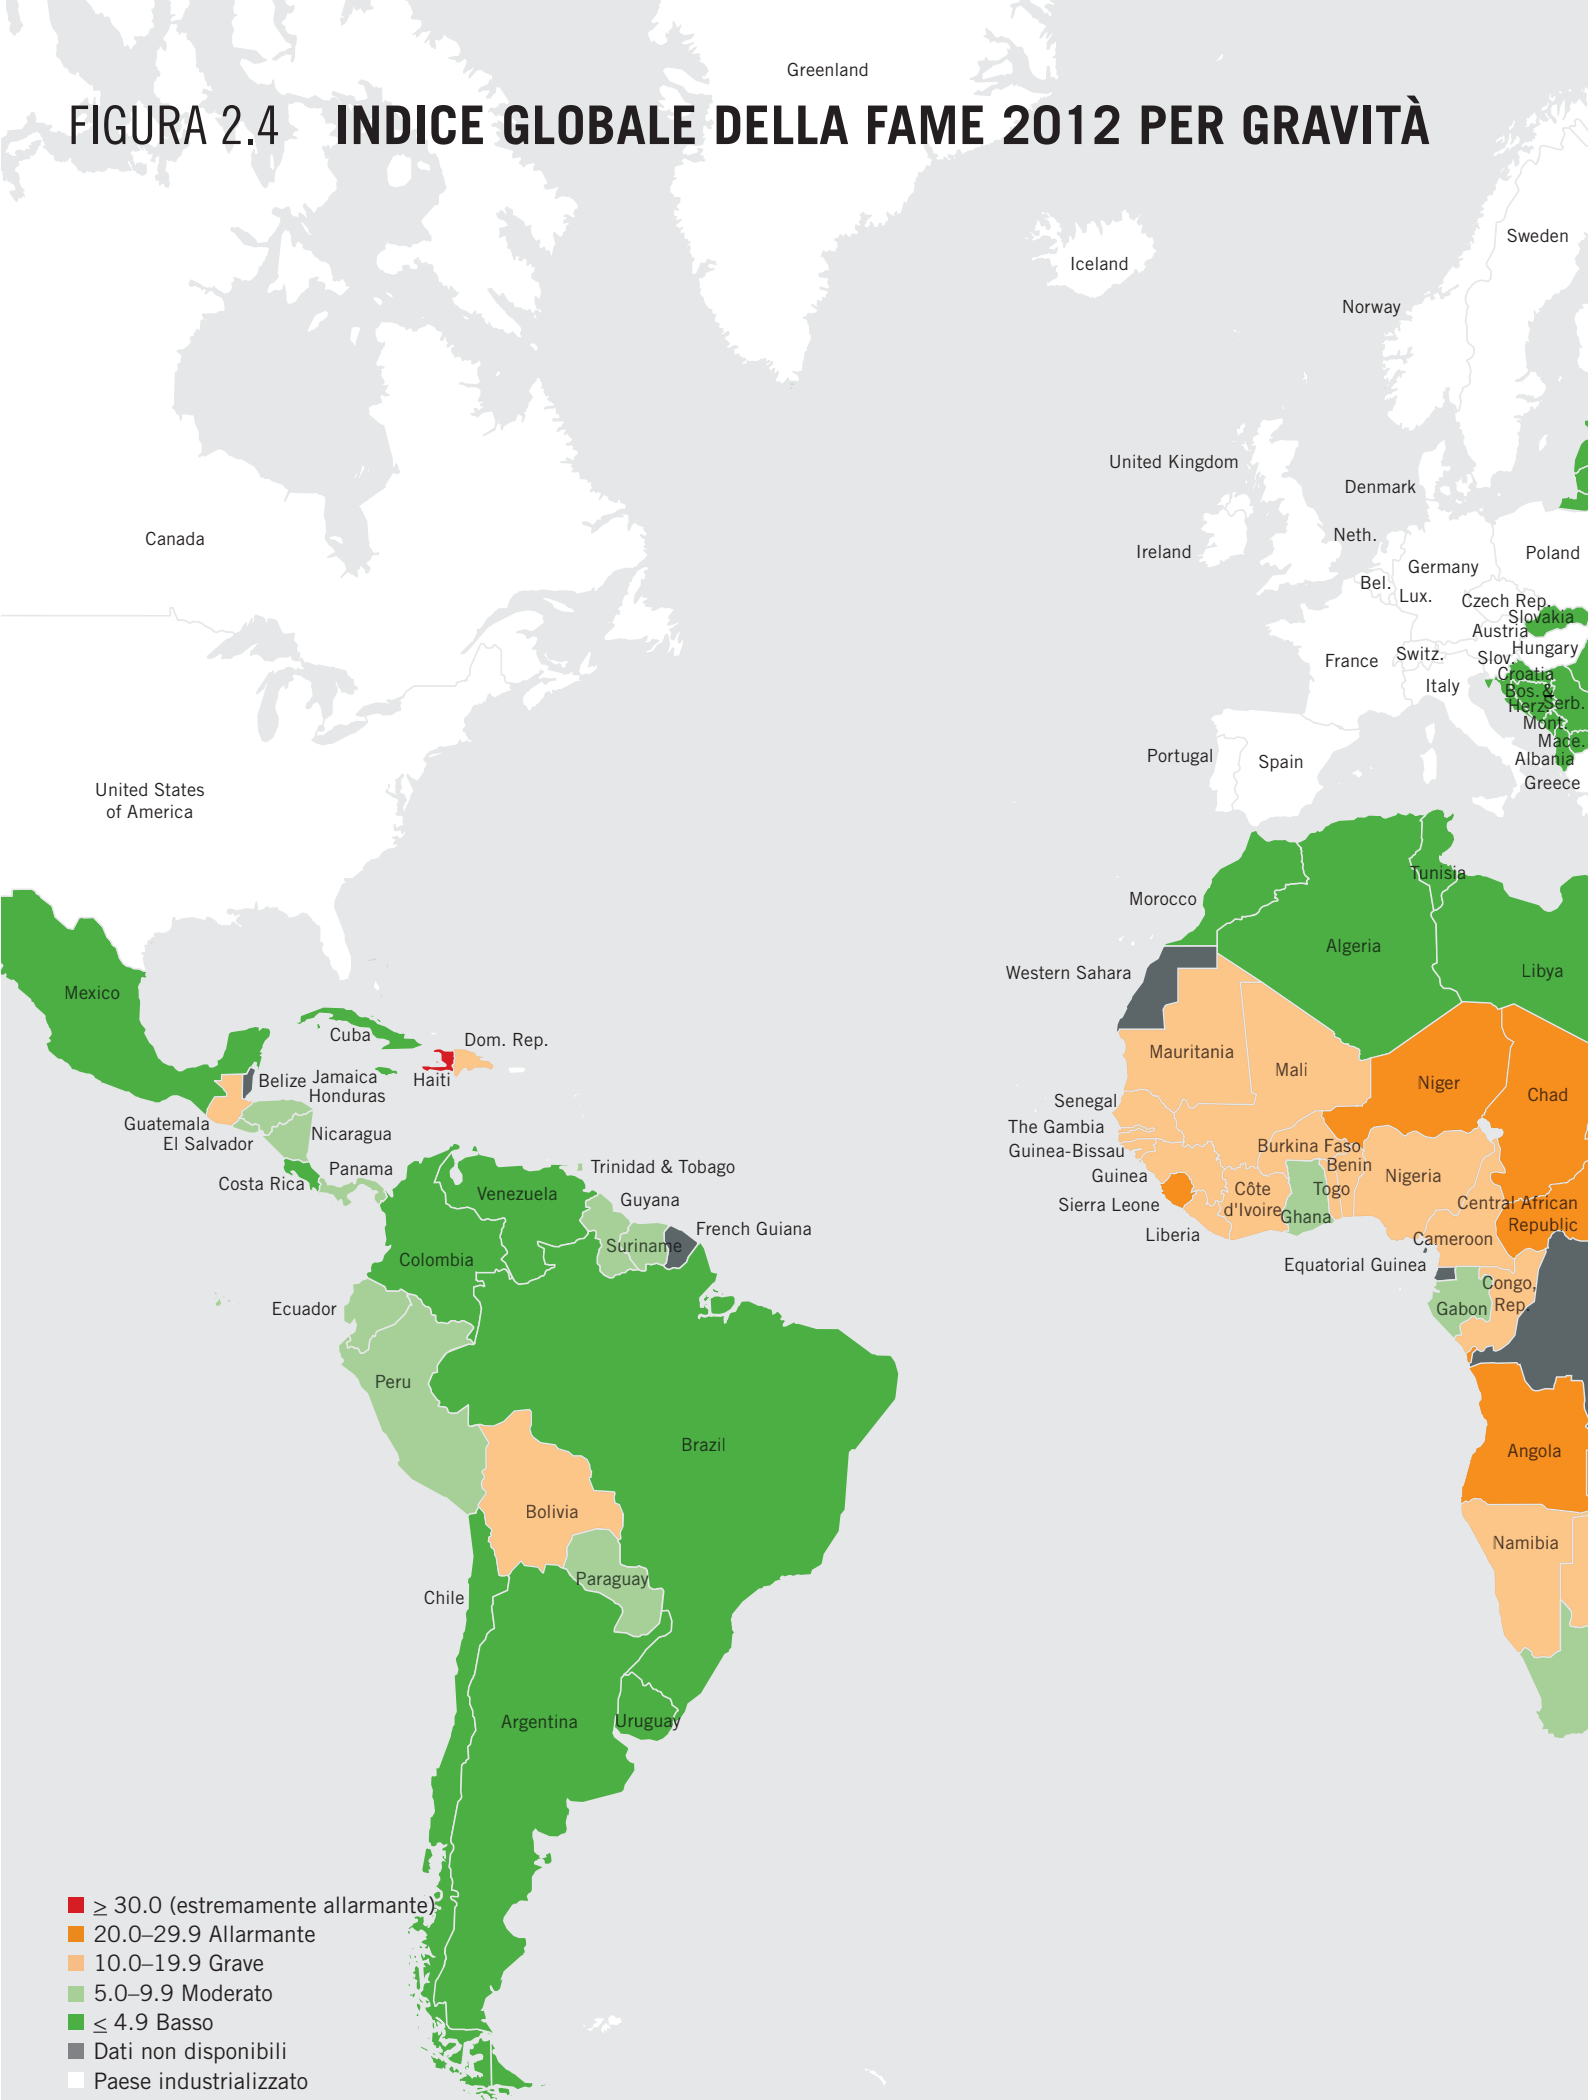 Greenland
FIGURA 2.4 INDICE GLOBALE DELLA FAME 2012 PER GRAVITÀ
Sweden
Iceland
Norway
United Kingdom
Denmark
Neth.
Canada
Ireland
Poland
Germany
Bel.
Lux.
Czech Rep.
Slovakia
Austria
Hungary
Switz.
Slov.
France
Croatia
Italy
Bos.&
Herz.
Serb.
Mont.
Mace.
Portugal
Spain
Albania
Greece
United States
of America
Tunisia
Morocco
Algeria
Western Sahara
Libya
Mexico
Cuba
Dom. Rep.
Haiti
Belize
Jamaica
Honduras
Guatemala
El Salvador
Nicaragua
Costa Rica
Panama
Trinidad & Tobago
Venezuela
Guyana
French Guiana
Suriname
Colombia
Ecuador
Peru
Brazil
Bolivia
Paraguay
Chile
Argentina
Uruguay
Mauritania
Mali
Niger
Chad
Senegal
The Gambia
Guinea-Bissau
Burkina Faso
Benin
Guinea
Nigeria
Côte
d'Ivoire
Togo
Ghana
Sierra Leone
Central African
Republic
Liberia
Cameroon
Equatorial Guinea
Congo,
Rep.
Gabon
Angola
Namibia
≥ 30.0 (estremamente allarmante)
20.0–29.9 Allarmante
10.0–19.9 Grave
5.0–9.9 Moderato
≤ 4.9 Basso
Dati non disponibili
Paese industrializzato